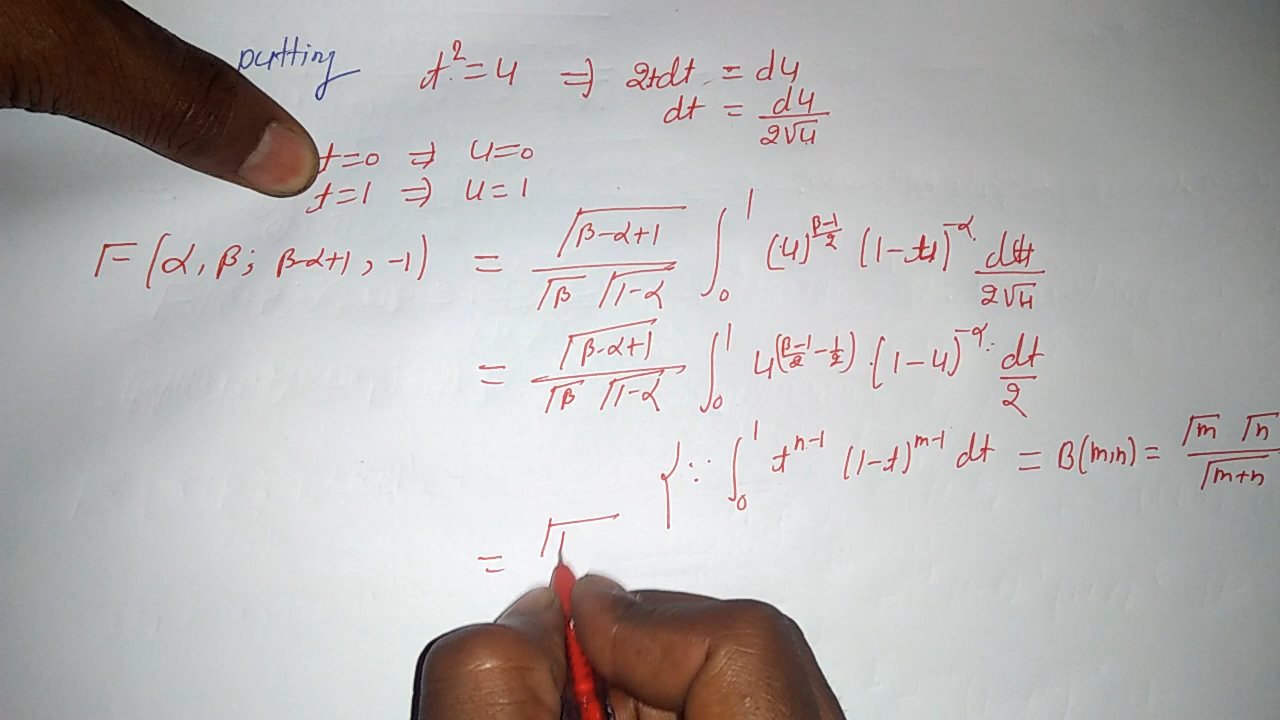 putting t² = u ⇒ 2tdt = du
dt = du / 2√u
t=0 ⇒ u=0
t=1 ⇒ u=1
F(α, β; β-α+1, -1) = Γ(β-α+1) / Γβ Γ(1-α) ∫₀¹ (u)^((β-1)/2) (1-u)^(-α) du / 2√u
= Γ(β-α+1) / Γβ Γ(1-α) ∫₀¹ u^((β-1)/2 - 1/2) · (1-u)^(-α) · dt / 2
{ ∵ ∫₀¹ t^(n-1) (1-t)^(m-1) dt = B(m,n) = Γm Γn / Γ(m+n)
= Γ